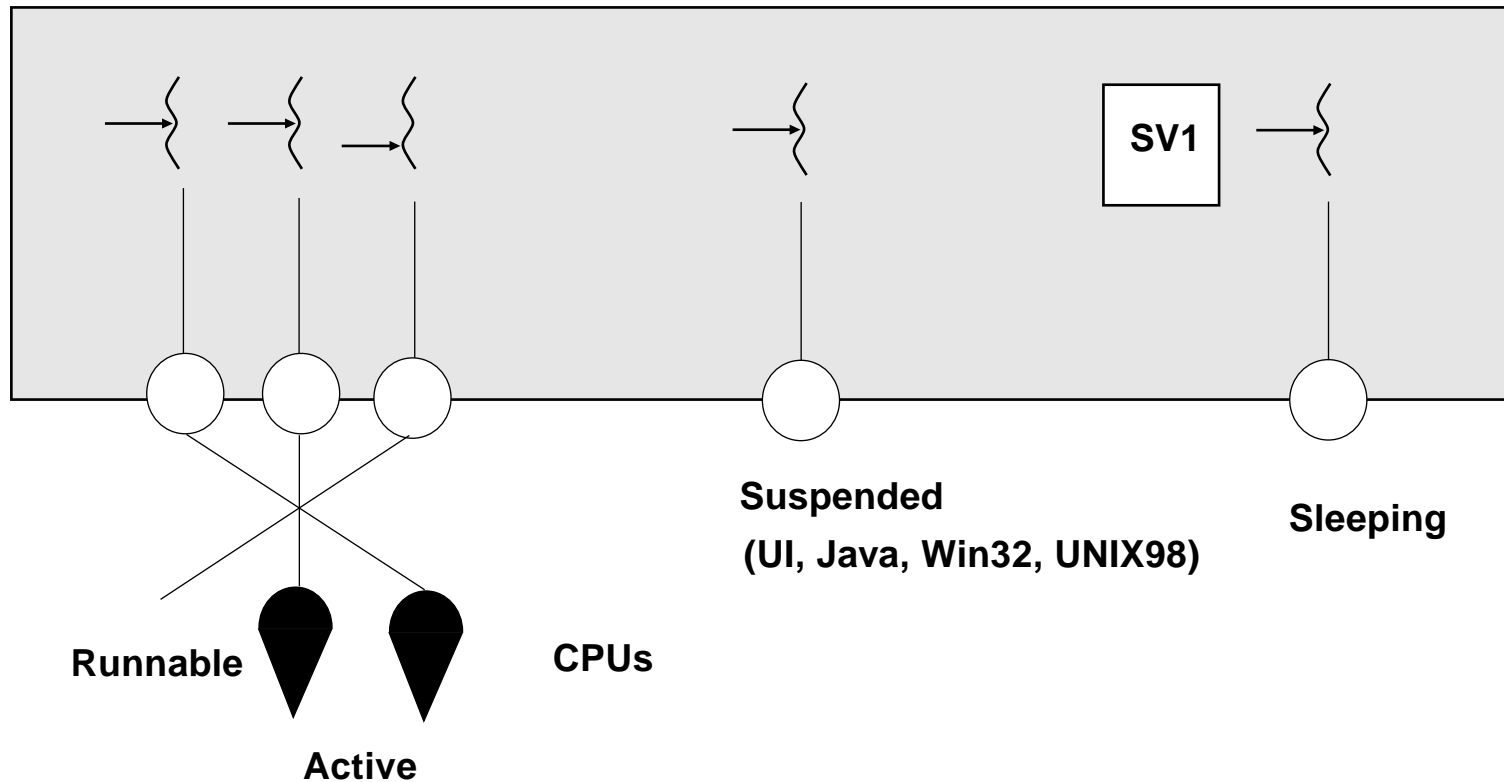 SV1
Suspended
(UI, Java, Win32, UNIX98)
Sleeping
Runnable
CPUs
Active